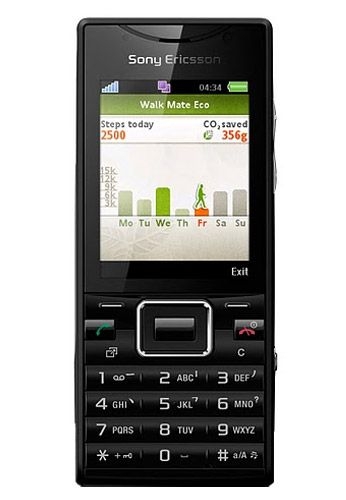 Sony Ericsson
04:34
Walk Mate Eco
Steps today CO₂ saved
2500 356g
15k
12k
9k
6k
3k
Mo Tu We Th Fr Sa Su
Exit
C
1 2 ABC 3 DEF
4 GHI 5 JKL 6 MNO
7 PQRS 8 TUV 9 WXYZ
* + 0 # a/A